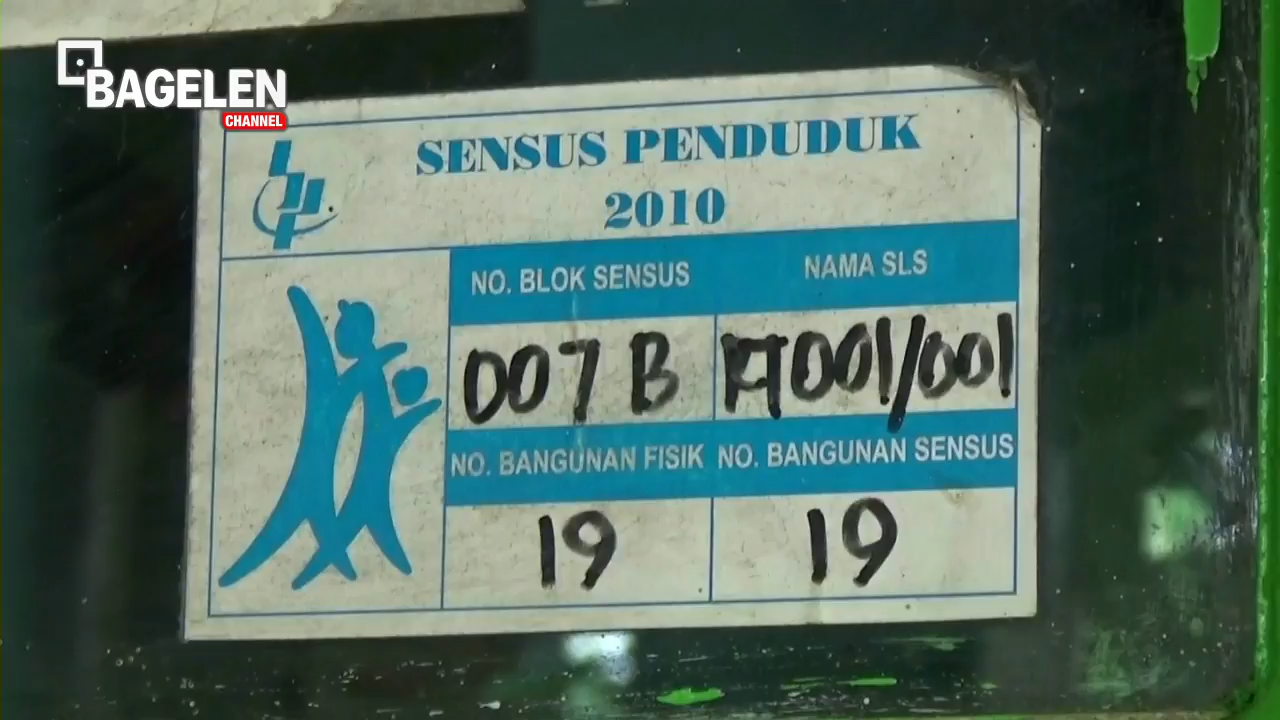 BAGELEN
CHANNEL
SENSUS PENDUDUK
2010
NO. BLOK SENSUS NAMA SLS
007 B RT001/001
NO. BANGUNAN FISIK NO. BANGUNAN SENSUS
19 19